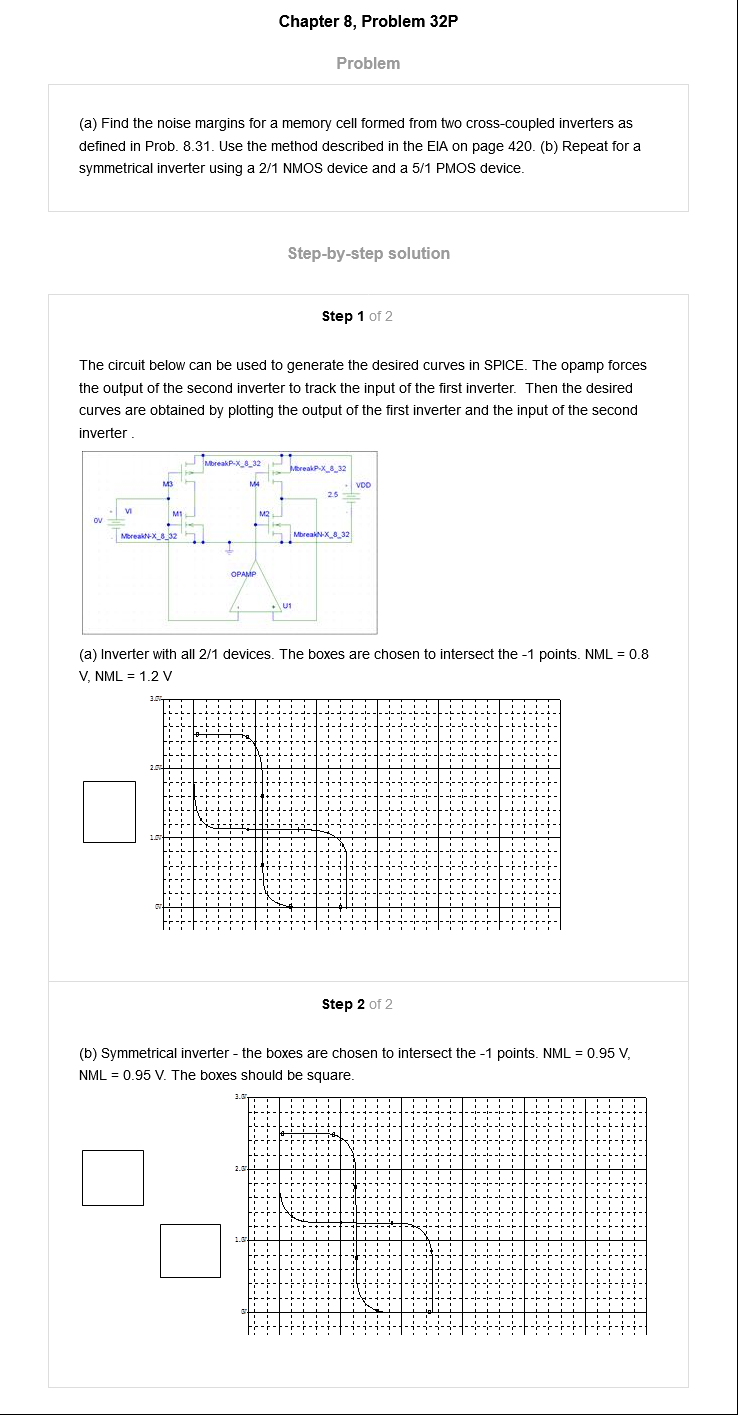 Chapter 8, Problem 32P
Problem
(a) Find the noise margins for a memory cell formed from two cross-coupled inverters as
defined in Prob. 8.31. Use the method described in the EIA on page 420. (b) Repeat for a
symmetrical inverter using a 2/1 NMOS device and a 5/1 PMOS device.
Step-by-step solution
Step 1 of 2
The circuit below can be used to generate the desired curves in SPICE. The opamp forces
the output of the second inverter to track the input of the first inverter. Then the desired
curves are obtained by plotting the output of the first inverter and the input of the second
inverter .
MbreakP-X_8_32
MbreakP-X_8_32
M3
M4
VDD
2.5
VI
0V
M1
M2
MbreakN-X_8_32
MbreakN-X_8_32
OPAMP
U1
(a) Inverter with all 2/1 devices. The boxes are chosen to intersect the -1 points. NML = 0.8
V, NML = 1.2 V
3.0V
2.0V
1.0V
0V
Step 2 of 2
(b) Symmetrical inverter - the boxes are chosen to intersect the -1 points. NML = 0.95 V,
NML = 0.95 V. The boxes should be square.
3.0V
2.0V
1.0V
0V